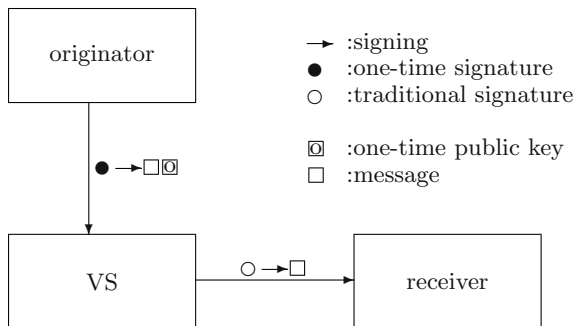 originator
:signing
:one-time signature
:traditional signature
o :one-time public key
:message
o
VS
receiver